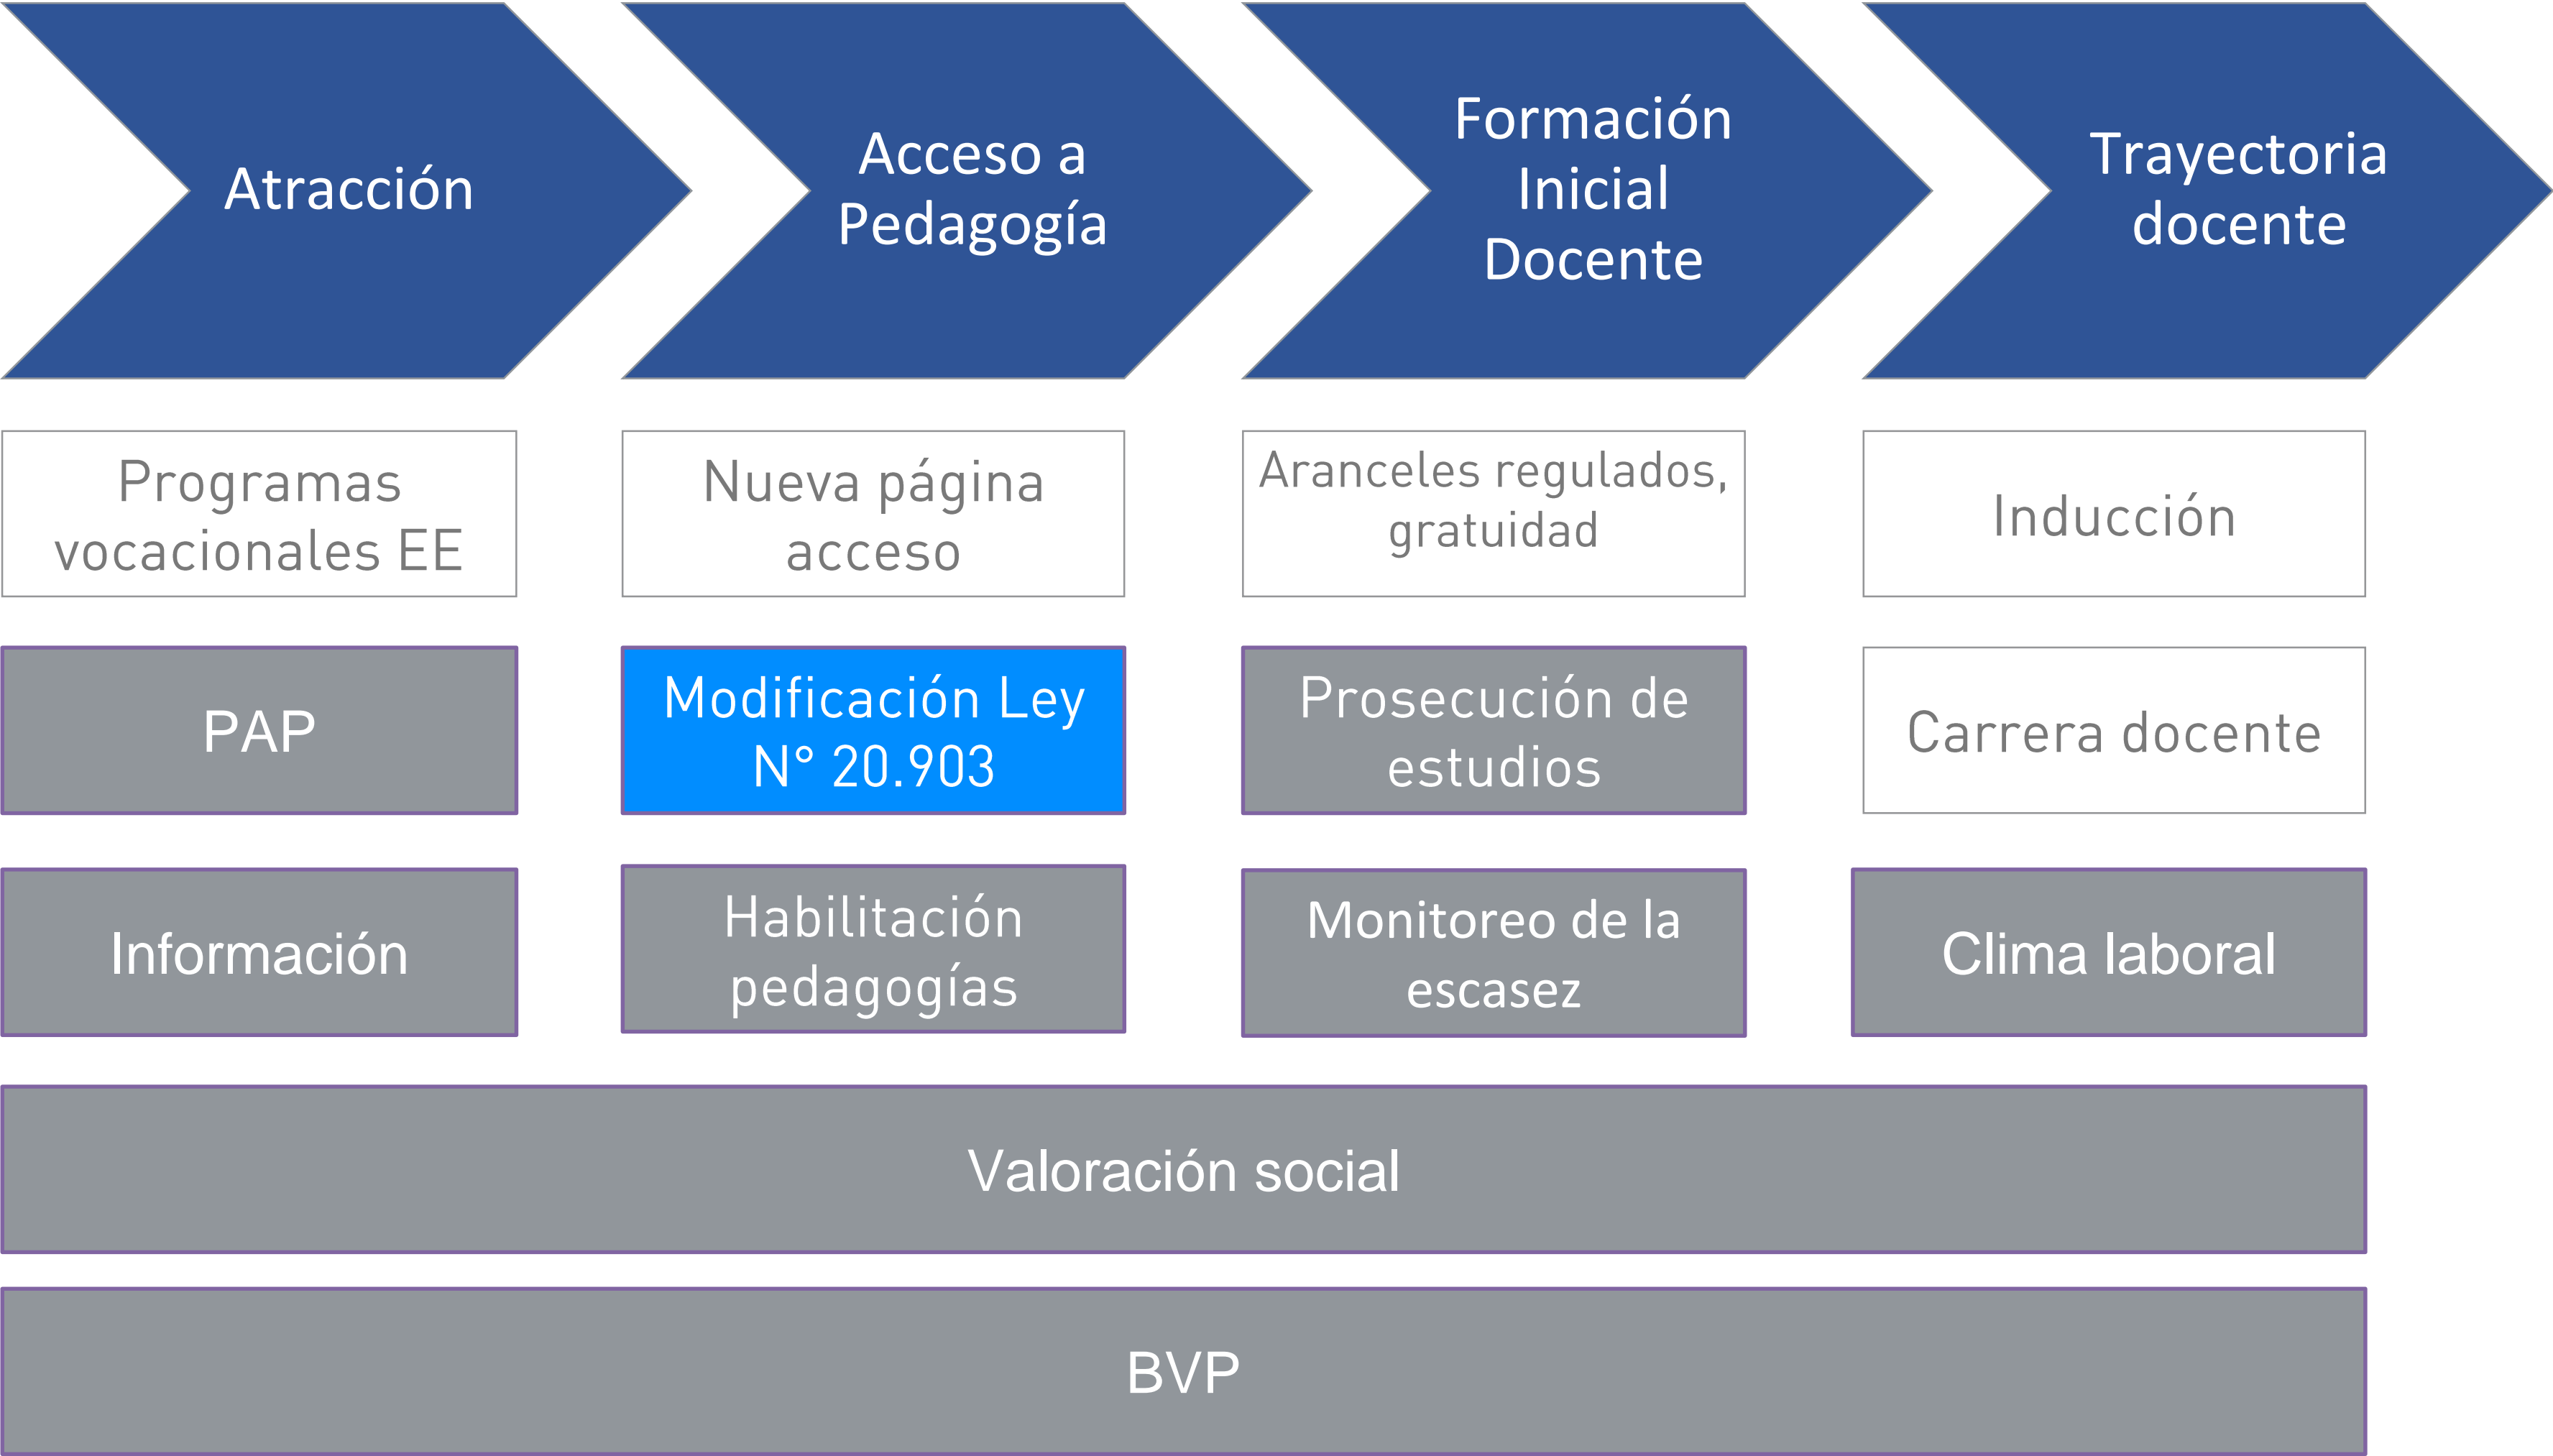 Atracción
Acceso a
Pedagogía
Formación
Inicial
Docente
Trayectoria
docente
Programas
vocacionales EE
Nueva página
acceso
Aranceles regulados,
gratuidad
Inducción
PAP
Modificación Ley
N° 20.903
Prosecución de
estudios
Carrera docente
Información
Habilitación
pedagogías
Monitoreo de la
escasez
Clima laboral
Valoración social
BVP